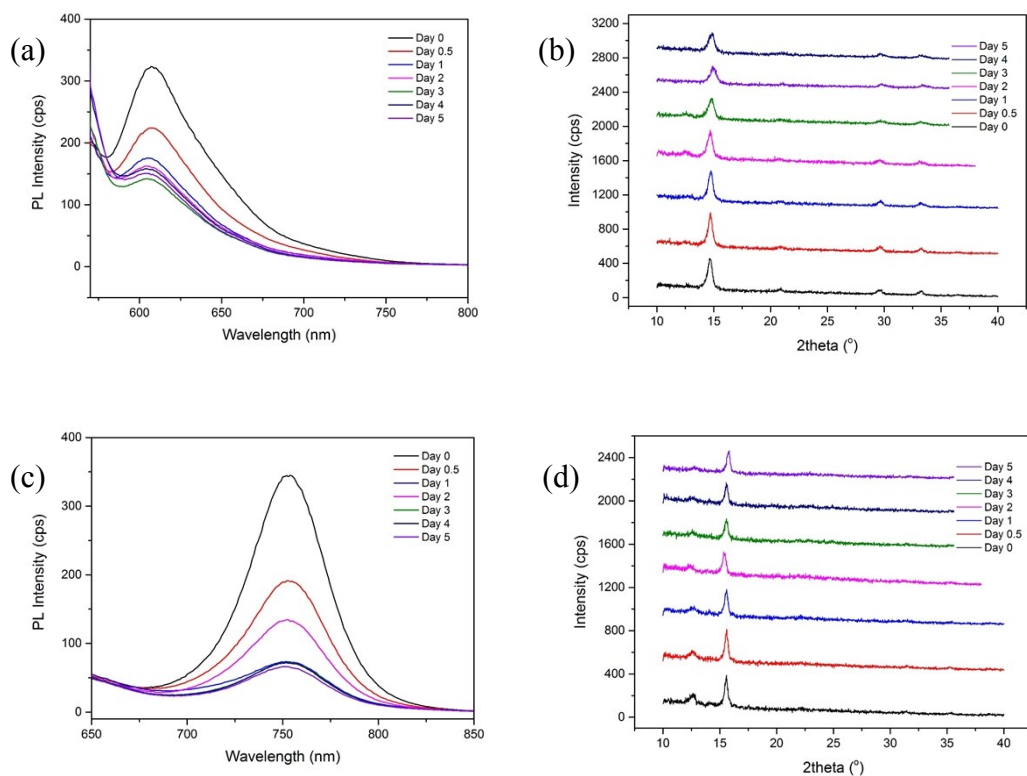 (a)
400
300
200
100
0
PL Intensity (cps)
600
650
700
750
800
Wavelength (nm)
Day 0
Day 0.5
Day 1
Day 2
Day 3
Day 4
Day 5
(b)
3200
2800
2400
2000
1600
1200
800
400
0
Intensity (cps)
10
15
20
25
30
35
40
2theta (°)
Day 5
Day 4
Day 3
Day 2
Day 1
Day 0.5
Day 0
(c)
400
300
200
100
0
PL Intensity (cps)
650
700
750
800
850
Wavelength (nm)
Day 0
Day 0.5
Day 1
Day 2
Day 3
Day 4
Day 5
(d)
2400
2000
1600
1200
800
400
0
Intensity (cps)
10
15
20
25
30
35
40
2theta (°)
Day 5
Day 4
Day 3
Day 2
Day 1
Day 0.5
Day 0